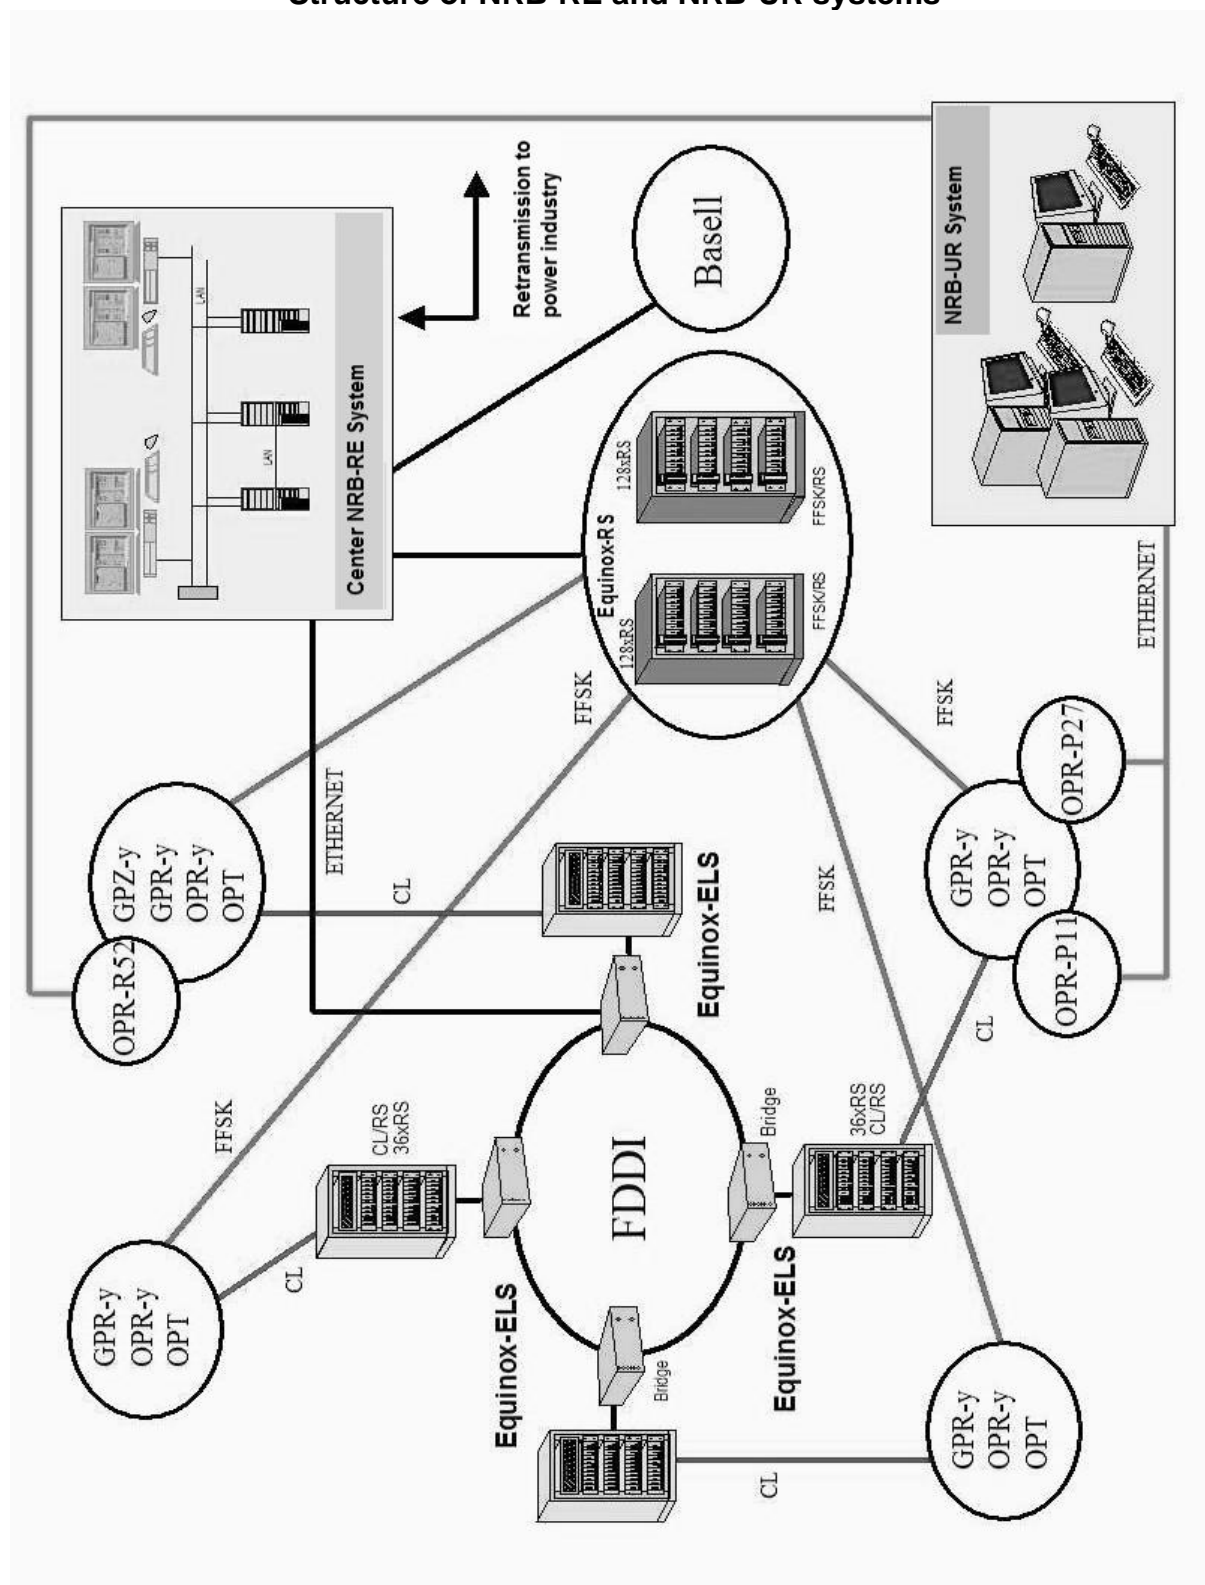 Structure of NRB-RE and NRB-UR systems
Center NRB-RE System
LAN
LAN
Retransmission to
power industry
Basell
NRB-UR System
Equinox-RS
128xRS
128xRS
FFSK/RS
FFSK/RS
ETHERNET
ETHERNET
FFSK
FFSK
FFSK
FFSK
OPR-R52
GPZ-y
GPR-y
OPR-y
OPT
CL
Equinox-ELS
OPR-P27
GPR-y
OPR-y
OPT
OPR-P11
CL
CL/RS
36xRS
Bridge
36xRS
CL/RS
FDDI
GPR-y
OPR-y
OPT
CL
Equinox-ELS
Bridge
Equinox-ELS
CL
GPR-y
OPR-y
OPT